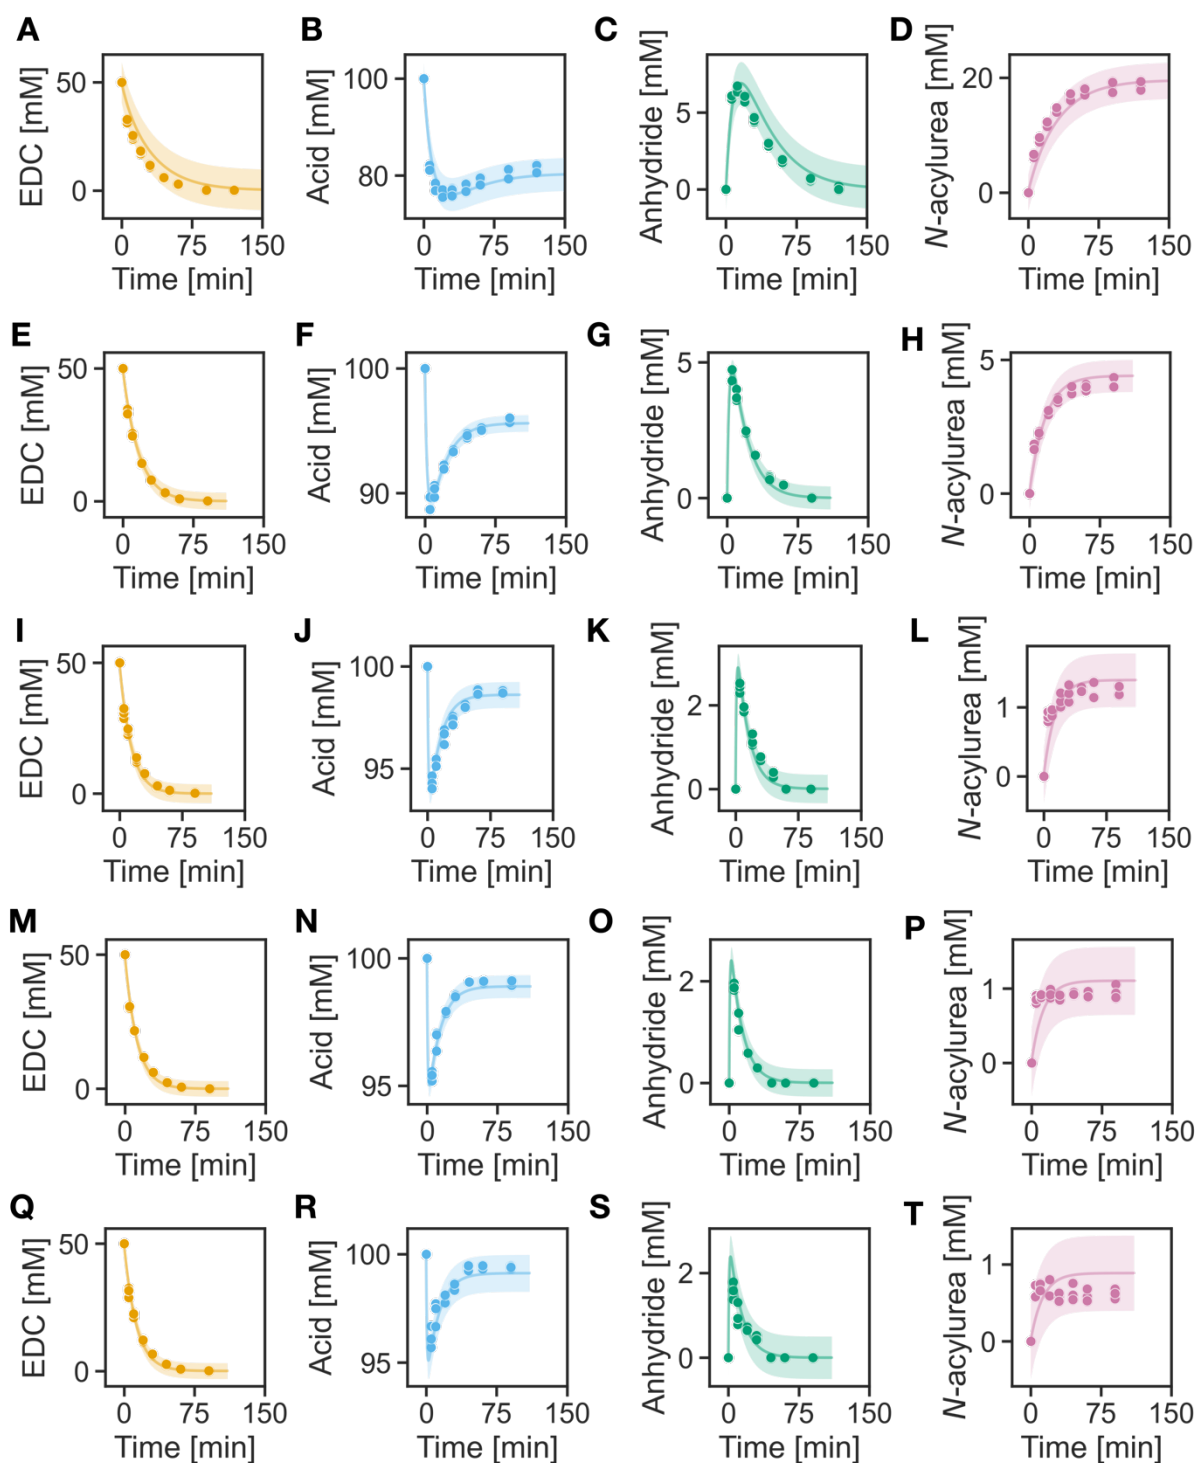 A
EDC [mM]
50
0
0 75 150
Time [min]
B
Acid [mM]
100
80
0 75 150
Time [min]
C
Anhydride [mM]
5
0
0 75 150
Time [min]
D
N-acylurea [mM]
20
0
0 75 150
Time [min]
E
EDC [mM]
50
0
0 75 150
Time [min]
F
Acid [mM]
100
90
0 75 150
Time [min]
G
Anhydride [mM]
5
0
0 75 150
Time [min]
H
N-acylurea [mM]
5
0
0 75 150
Time [min]
I
EDC [mM]
50
0
0 75 150
Time [min]
J
Acid [mM]
100
95
0 75 150
Time [min]
K
Anhydride [mM]
2
0
0 75 150
Time [min]
L
N-acylurea [mM]
1
0
0 75 150
Time [min]
M
EDC [mM]
50
0
0 75 150
Time [min]
N
Acid [mM]
100
95
0 75 150
Time [min]
O
Anhydride [mM]
2
0
0 75 150
Time [min]
P
N-acylurea [mM]
1
0
0 75 150
Time [min]
Q
EDC [mM]
50
0
0 75 150
Time [min]
R
Acid [mM]
100
95
0 75 150
Time [min]
S
Anhydride [mM]
2
0
0 75 150
Time [min]
T
N-acylurea [mM]
1
0
0 75 150
Time [min]